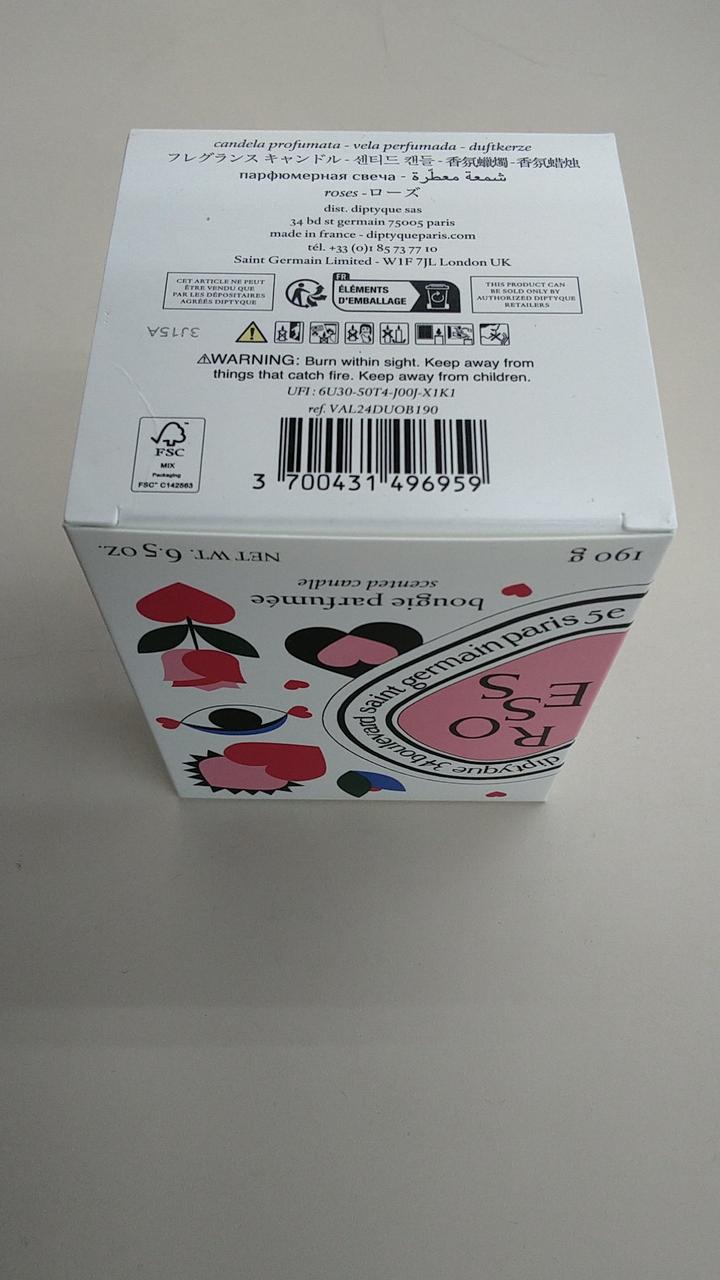 candela profumata - vela perfumada - duftkerze
フレグランス キャンドル - 센티드 캔들 - 香氛蠟燭 - 香氛蜡烛
парфюмерная свеча - شمعة معطّرة
roses - ローズ
dist. diptyque sas
34 bd st germain 75005 paris
made in france - diptyqueparis.com
tél. +33 (0)1 85 73 77 10
Saint Germain Limited - W1F 7JL London UK
CET ARTICLE NE PEUT
ÊTRE VENDU QUE
PAR LES DÉPOSITAIRES
AGRÉÉS DIPTYQUE
FR
ÉLÉMENTS
D'EMBALLAGE
THIS PRODUCT CAN
BE SOLD ONLY BY
AUTHORIZED DIPTYQUE
RETAILERS
3J15A
⚠WARNING: Burn within sight. Keep away from
things that catch fire. Keep away from children.
UFI : 6U30-S0T4-J00J-X1K1
ref. VAL24DUOB190
FSC
MIX
Packaging
FSC™ C142563
3 700431 496959
190 g
NET WT. 6.5 OZ.
scented candle
bougie parfumée
diptyque 34 boulevard saint germain paris 5e
RO
SES
S